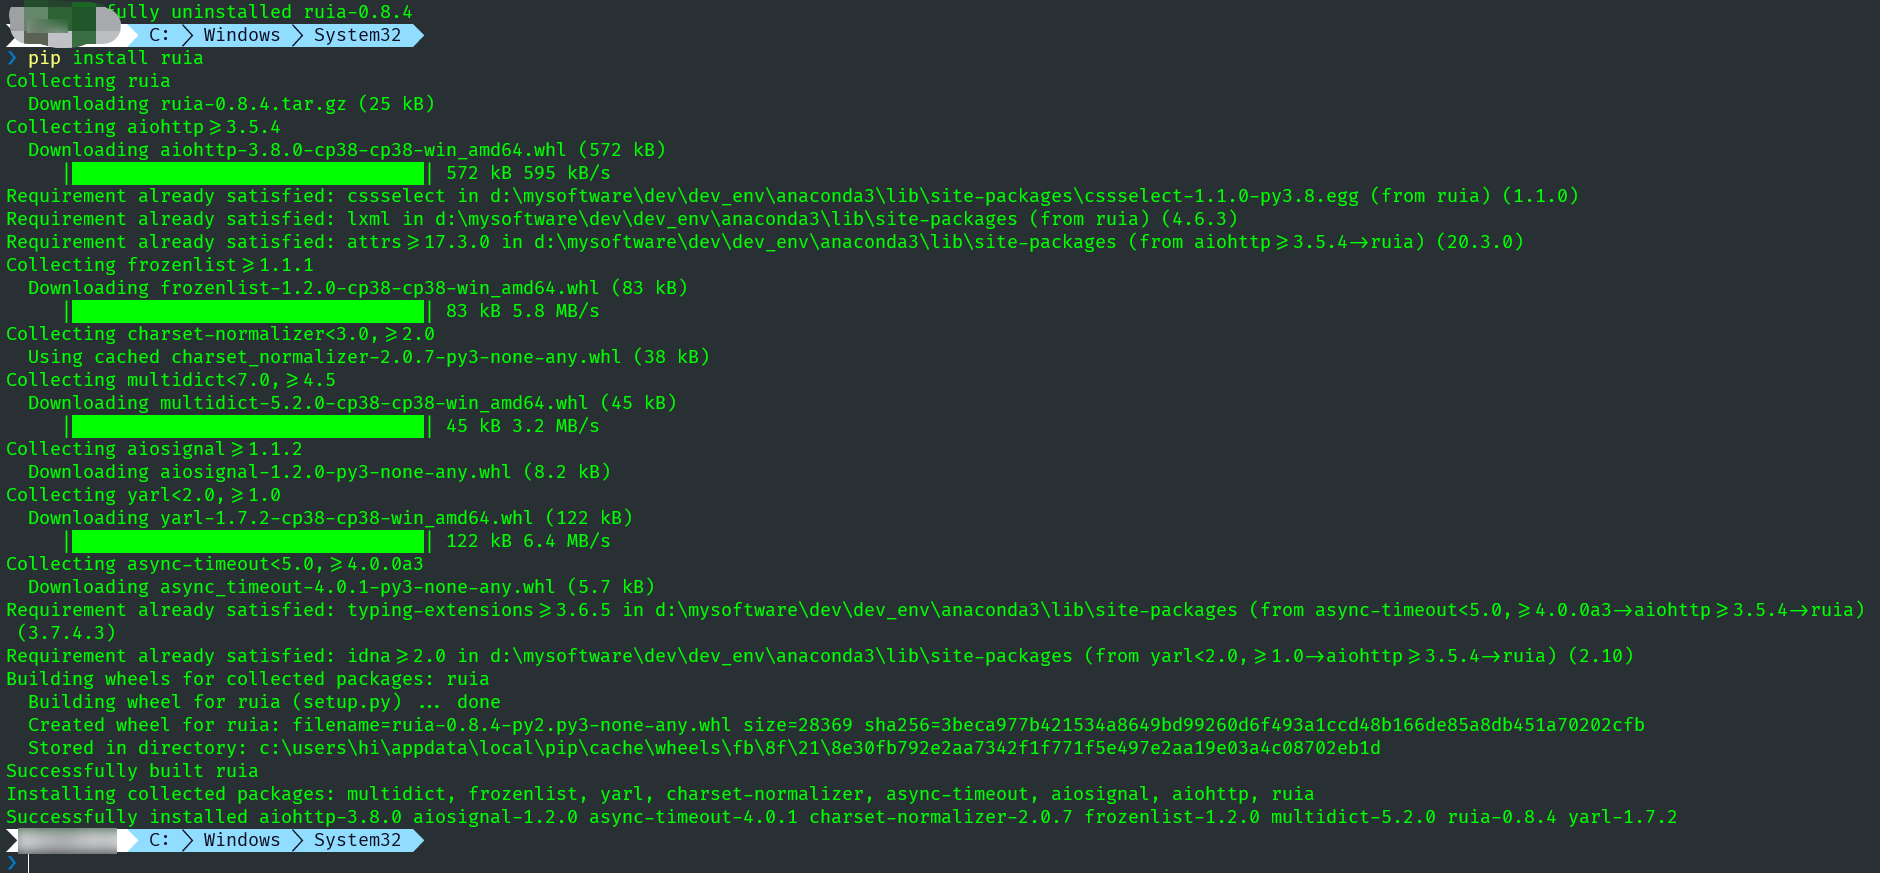 fully uninstalled ruia-0.8.4
C: Windows System32
❯ pip install ruia
Collecting ruia
  Downloading ruia-0.8.4.tar.gz (25 kB)
Collecting aiohttp>=3.5.4
  Downloading aiohttp-3.8.0-cp38-cp38-win_amd64.whl (572 kB)
     |████████████████████████████████| 572 kB 595 kB/s
Requirement already satisfied: cssselect in d:\mysoftware\dev\dev_env\anaconda3\lib\site-packages\cssselect-1.1.0-py3.8.egg (from ruia) (1.1.0)
Requirement already satisfied: lxml in d:\mysoftware\dev\dev_env\anaconda3\lib\site-packages (from ruia) (4.6.3)
Requirement already satisfied: attrs>=17.3.0 in d:\mysoftware\dev\dev_env\anaconda3\lib\site-packages (from aiohttp>=3.5.4->ruia) (20.3.0)
Collecting frozenlist>=1.1.1
  Downloading frozenlist-1.2.0-cp38-cp38-win_amd64.whl (83 kB)
     |████████████████████████████████| 83 kB 5.8 MB/s
Collecting charset-normalizer<3.0,>=2.0
  Using cached charset_normalizer-2.0.7-py3-none-any.whl (38 kB)
Collecting multidict<7.0,>=4.5
  Downloading multidict-5.2.0-cp38-cp38-win_amd64.whl (45 kB)
     |████████████████████████████████| 45 kB 3.2 MB/s
Collecting aiosignal>=1.1.2
  Downloading aiosignal-1.2.0-py3-none-any.whl (8.2 kB)
Collecting yarl<2.0,>=1.0
  Downloading yarl-1.7.2-cp38-cp38-win_amd64.whl (122 kB)
     |████████████████████████████████| 122 kB 6.4 MB/s
Collecting async-timeout<5.0,>=4.0.0a3
  Downloading async_timeout-4.0.1-py3-none-any.whl (5.7 kB)
Requirement already satisfied: typing-extensions>=3.6.5 in d:\mysoftware\dev\dev_env\anaconda3\lib\site-packages (from async-timeout<5.0,>=4.0.0a3->aiohttp>=3.5.4->ruia)
 (3.7.4.3)
Requirement already satisfied: idna>=2.0 in d:\mysoftware\dev\dev_env\anaconda3\lib\site-packages (from yarl<2.0,>=1.0->aiohttp>=3.5.4->ruia) (2.10)
Building wheels for collected packages: ruia
  Building wheel for ruia (setup.py) ... done
  Created wheel for ruia: filename=ruia-0.8.4-py2.py3-none-any.whl size=28369 sha256=3beca977b421534a8649bd99260d6f493a1ccd48b166de85a8db451a70202cfb
  Stored in directory: c:\users\hi\appdata\local\pip\cache\wheels\fb\8f\21\8e30fb792e2aa7342f1f771f5e497e2aa19e03a4c08702eb1d
Successfully built ruia
Installing collected packages: multidict, frozenlist, yarl, charset-normalizer, async-timeout, aiosignal, aiohttp, ruia
Successfully installed aiohttp-3.8.0 aiosignal-1.2.0 async-timeout-4.0.1 charset-normalizer-2.0.7 frozenlist-1.2.0 multidict-5.2.0 ruia-0.8.4 yarl-1.7.2
C: Windows System32
❯